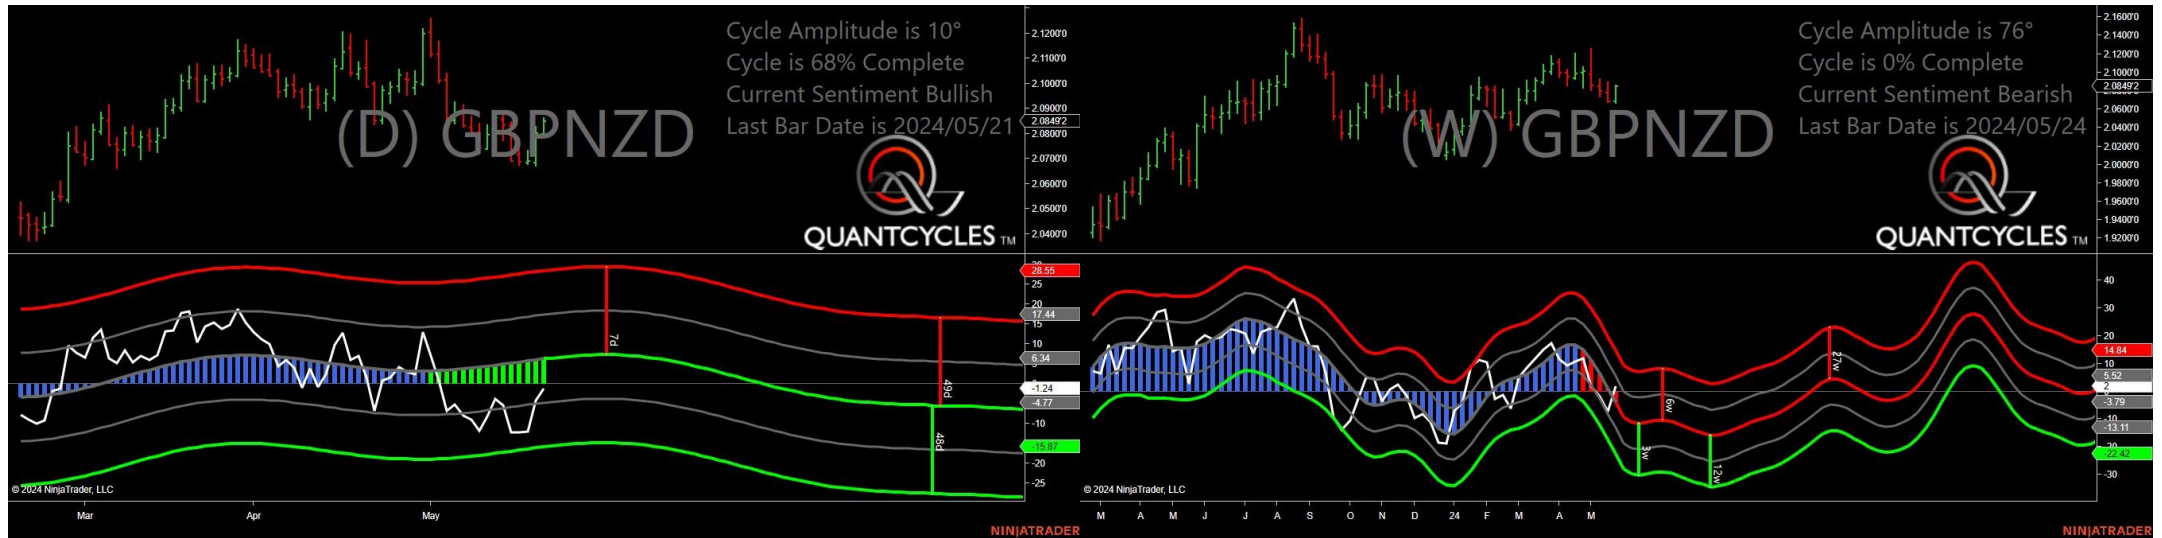 Cycle Amplitude is 10°
Cycle is 68% Complete
Current Sentiment Bullish
Last Bar Date is 2024/05/21
(D) GBPNZD
QUANTCYCLES TM
2.1200'0
2.1100'0
2.1000'0
2.0900'0
2.0849'2
2.0800'0
2.0700'0
2.0600'0
2.0500'0
2.0400'0
28.55
25
20
17.44
15
10
6.34
-1.24
-4.77
-10
-15.87
-20
-25
7d
49d
48d
© 2024 NinjaTrader, LLC
Mar
Apr
May
NINJATRADER
Cycle Amplitude is 76°
Cycle is 0% Complete
Current Sentiment Bearish
Last Bar Date is 2024/05/24
(W) GBPNZD
QUANTCYCLES TM
2.1600'0
2.1400'0
2.1200'0
2.1000'0
2.0849'2
2.0600'0
2.0400'0
2.0200'0
2.0000'0
1.9800'0
1.9600'0
1.9400'0
1.9200'0
40
30
20
14.84
10
5.52
2
-3.79
-10
-13.11
-22.42
-30
27w
6w
3w
12w
© 2024 NinjaTrader, LLC
M A M J J A S O N D 24 F M A M
NINJATRADER